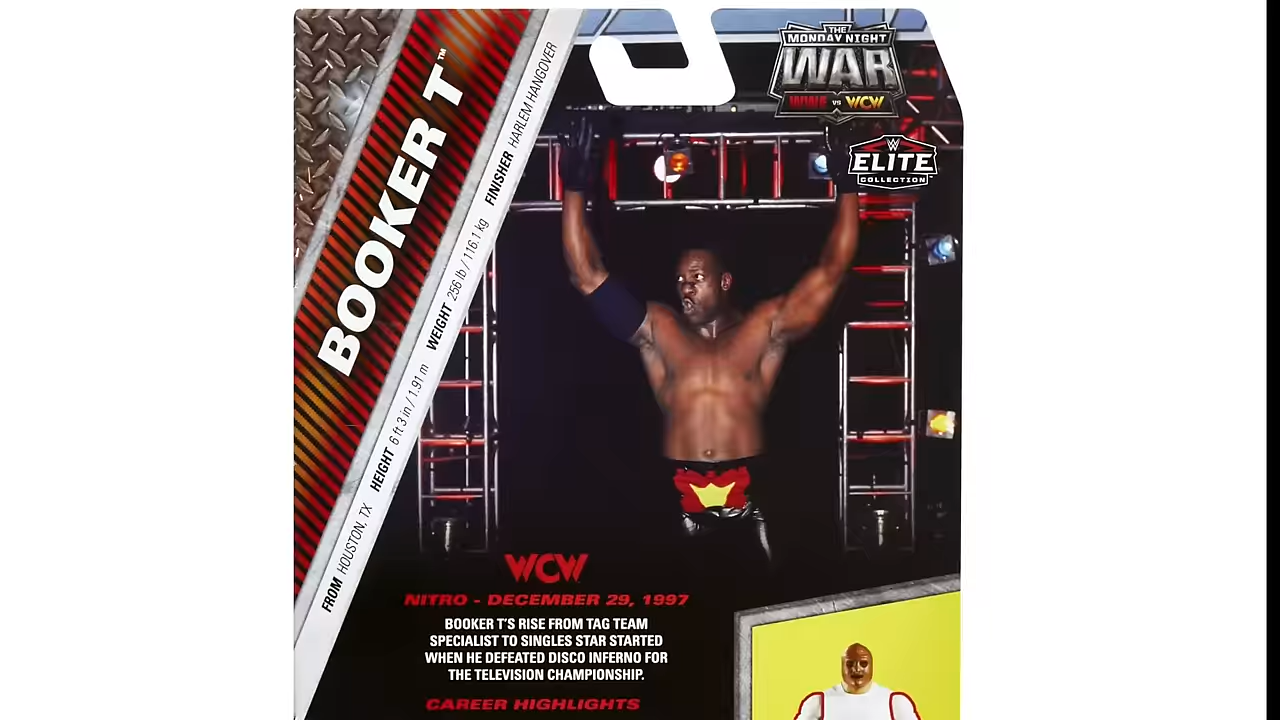 BOOKER T™
FROM HOUSTON, TX HEIGHT 6 ft 3 in / 1.91 m WEIGHT 256 lb / 116.1 kg FINISHER HARLEM HANGOVER
THE
MONDAY NIGHT
WAR
WWF VS WCW
W
ELITE
COLLECTION™
WCW
NITRO - DECEMBER 29, 1997
BOOKER T'S RISE FROM TAG TEAM
SPECIALIST TO SINGLES STAR STARTED
WHEN HE DEFEATED DISCO INFERNO FOR
THE TELEVISION CHAMPIONSHIP.
CAREER HIGHLIGHTS